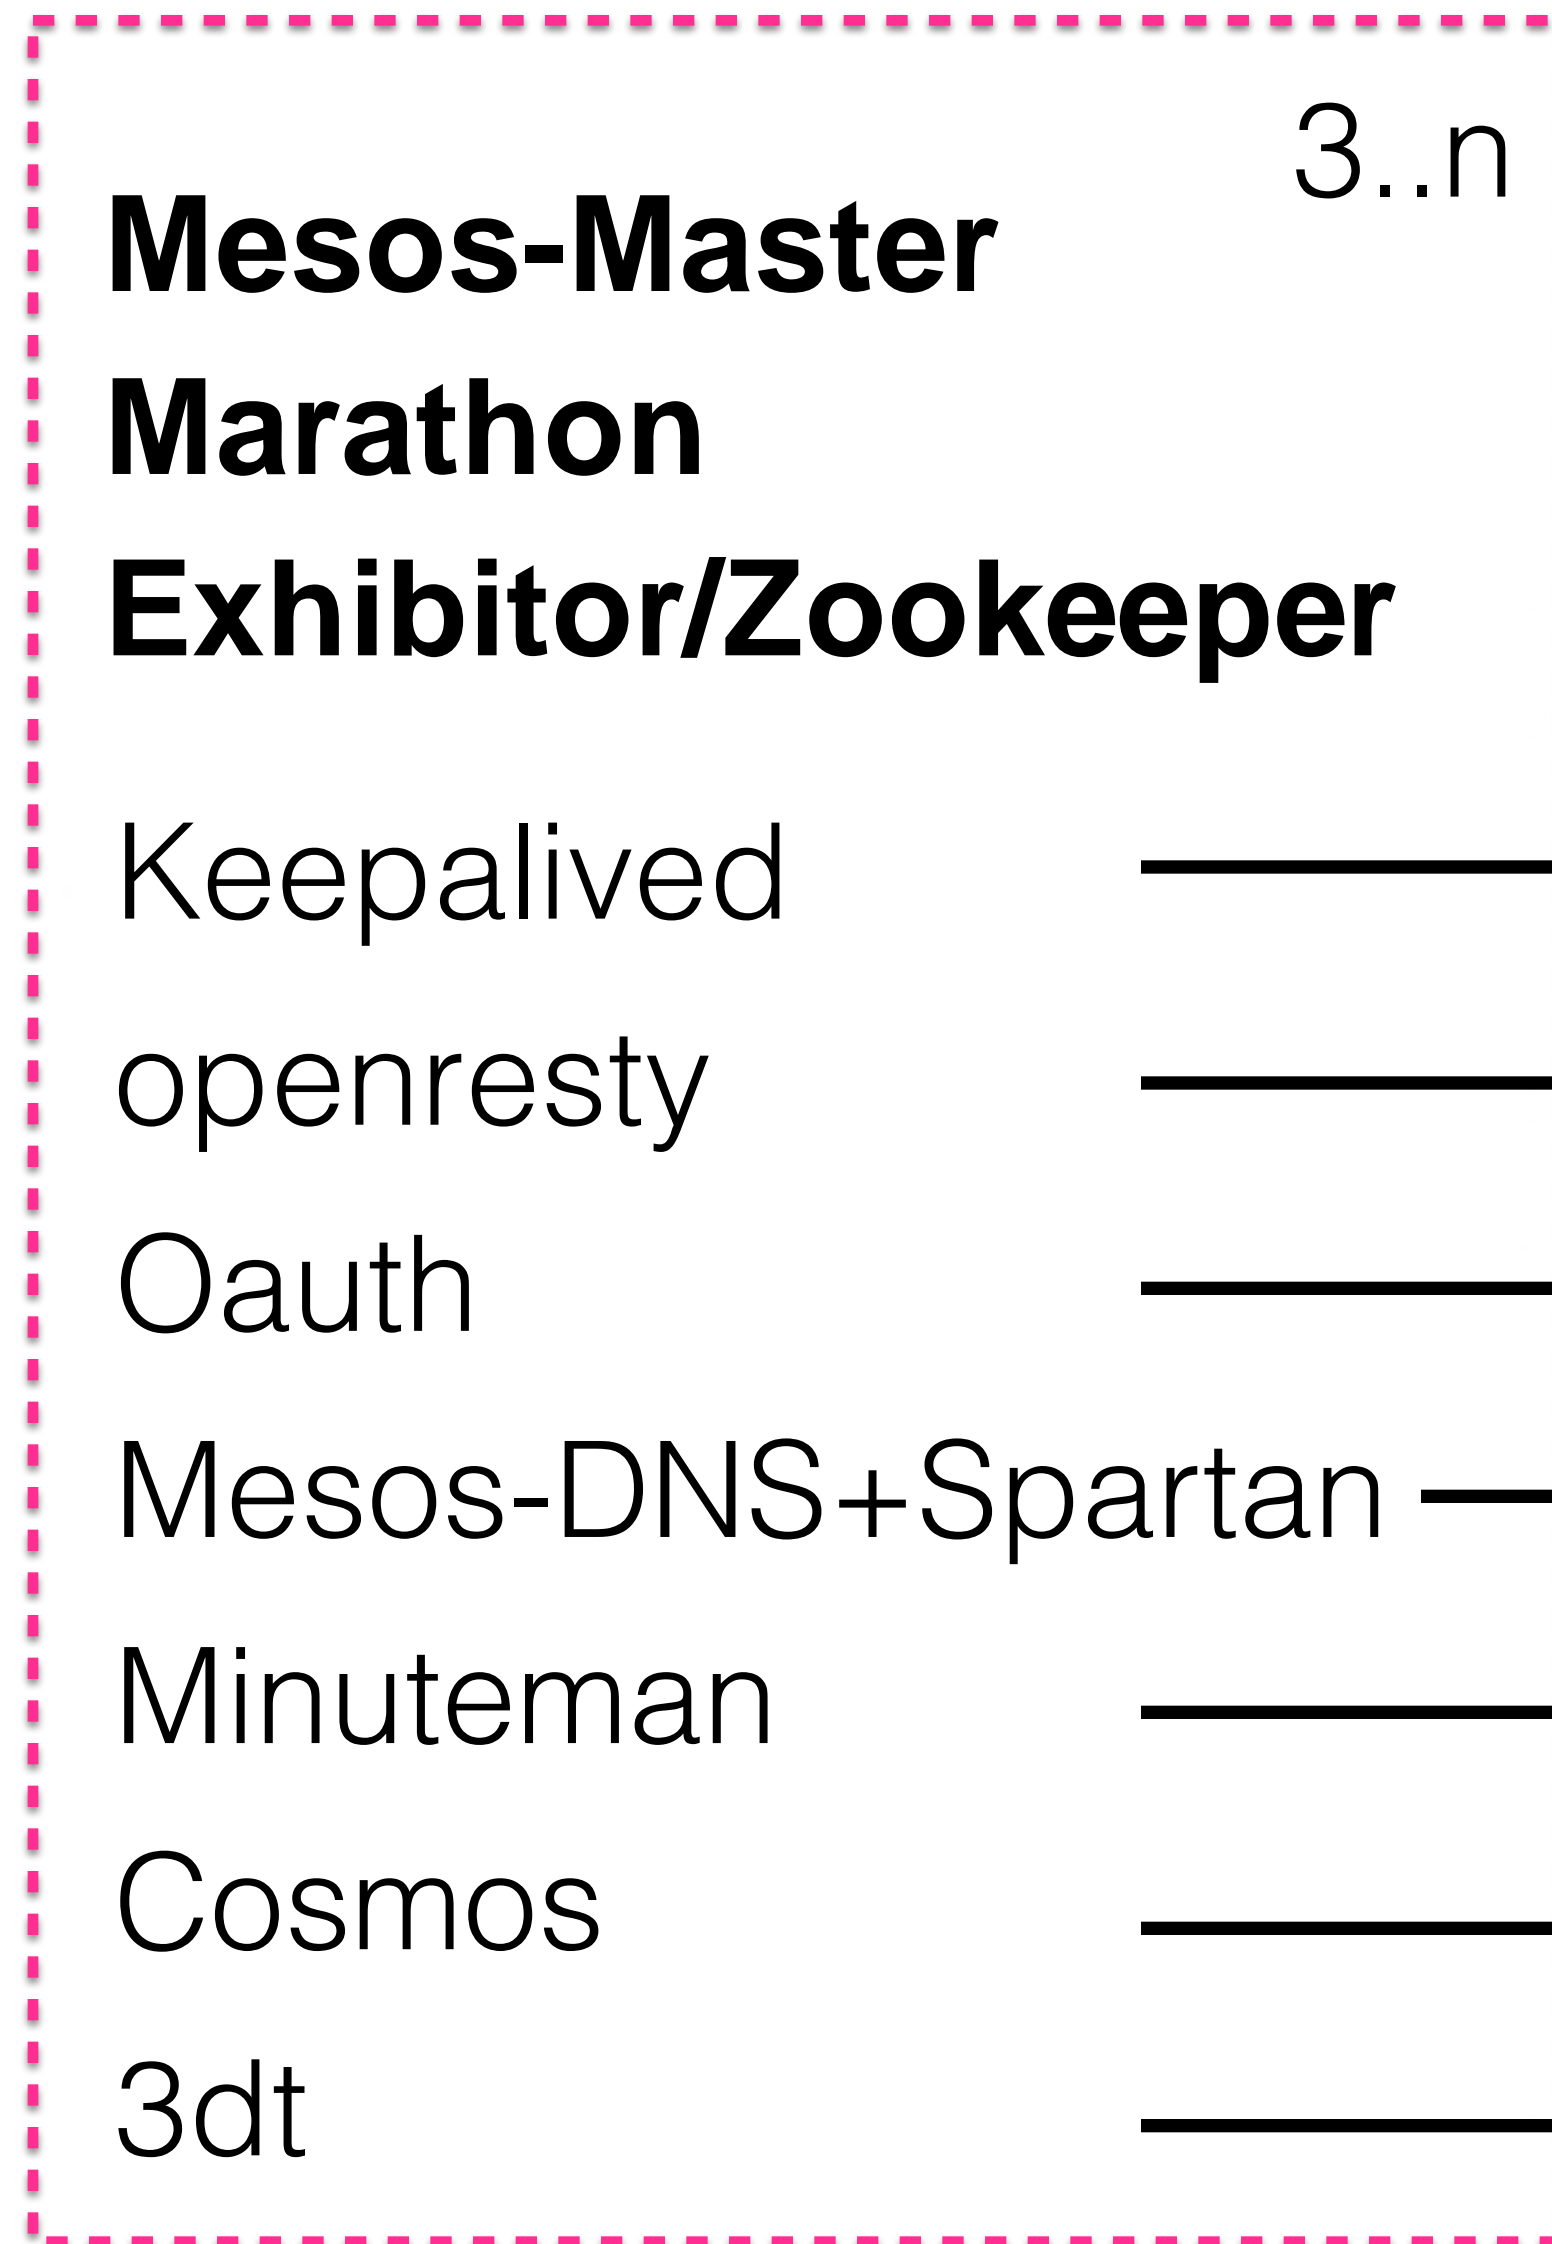 3..n
Mesos-Master
Marathon
Exhibitor/Zookeeper
Keepalived
openresty
Oauth
Mesos-DNS+Spartan
Minuteman
Cosmos
3dt